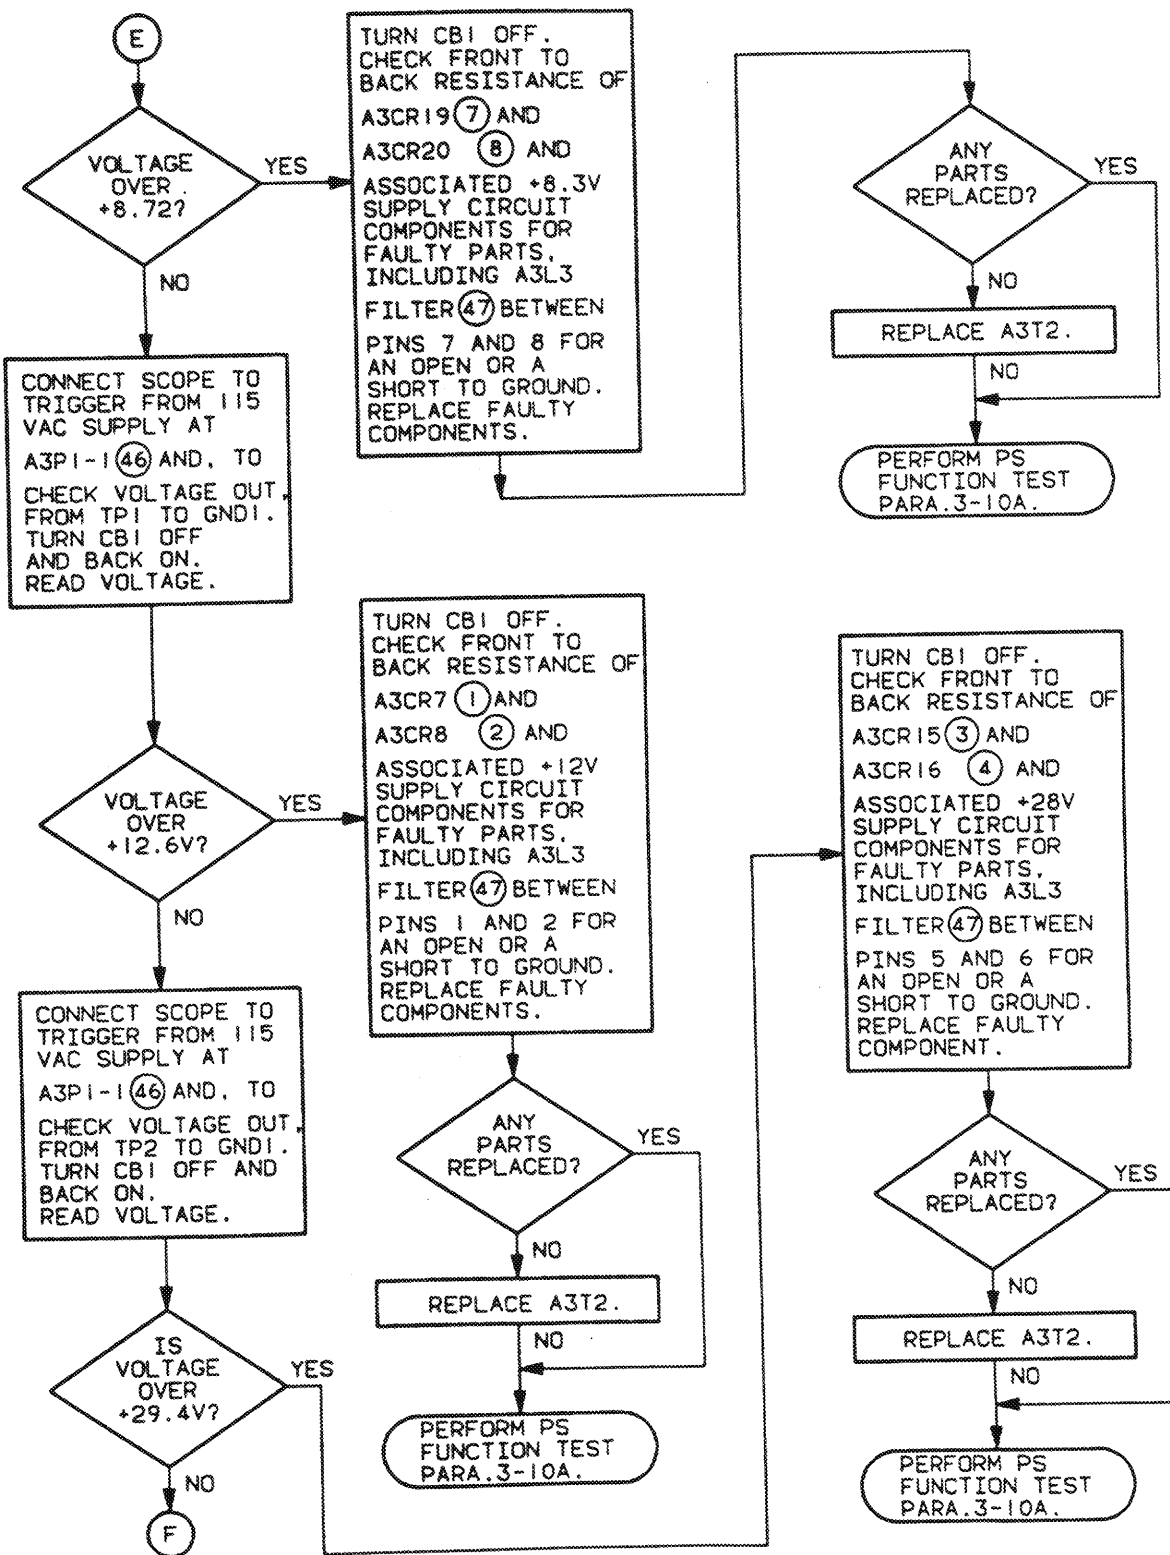 E
VOLTAGE
OVER
+8.72?
YES
NO
TURN CB1 OFF.
CHECK FRONT TO
BACK RESISTANCE OF
A3CR19 7 AND
A3CR20 8 AND
ASSOCIATED +8.3V
SUPPLY CIRCUIT
COMPONENTS FOR
FAULTY PARTS,
INCLUDING A3L3
FILTER 47 BETWEEN
PINS 7 AND 8 FOR
AN OPEN OR A
SHORT TO GROUND.
REPLACE FAULTY
COMPONENTS.
ANY
PARTS
REPLACED?
YES
NO
REPLACE A3T2.
NO
PERFORM PS
FUNCTION TEST
PARA.3-10A.
CONNECT SCOPE TO
TRIGGER FROM 115
VAC SUPPLY AT
A3P1-1 46 AND, TO
CHECK VOLTAGE OUT,
FROM TP1 TO GND1.
TURN CB1 OFF
AND BACK ON.
READ VOLTAGE.
VOLTAGE
OVER
+12.6V?
YES
NO
TURN CB1 OFF.
CHECK FRONT TO
BACK RESISTANCE OF
A3CR7 1 AND
A3CR8 2 AND
ASSOCIATED +12V
SUPPLY CIRCUIT
COMPONENTS FOR
FAULTY PARTS,
INCLUDING A3L3
FILTER 47 BETWEEN
PINS 1 AND 2 FOR
AN OPEN OR A
SHORT TO GROUND.
REPLACE FAULTY
COMPONENTS.
ANY
PARTS
REPLACED?
YES
NO
REPLACE A3T2.
NO
PERFORM PS
FUNCTION TEST
PARA.3-10A.
CONNECT SCOPE TO
TRIGGER FROM 115
VAC SUPPLY AT
A3P1-1 46 AND, TO
CHECK VOLTAGE OUT,
FROM TP2 TO GND1.
TURN CB1 OFF AND
BACK ON.
READ VOLTAGE.
IS
VOLTAGE
OVER
+29.4V?
YES
NO
F
TURN CB1 OFF.
CHECK FRONT TO
BACK RESISTANCE OF
A3CR15 3 AND
A3CR16 4 AND
ASSOCIATED +28V
SUPPLY CIRCUIT
COMPONENTS FOR
FAULTY PARTS,
INCLUDING A3L3
FILTER 47 BETWEEN
PINS 5 AND 6 FOR
AN OPEN OR A
SHORT TO GROUND.
REPLACE FAULTY
COMPONENT.
ANY
PARTS
REPLACED?
YES
NO
REPLACE A3T2.
NO
PERFORM PS
FUNCTION TEST
PARA.3-10A.